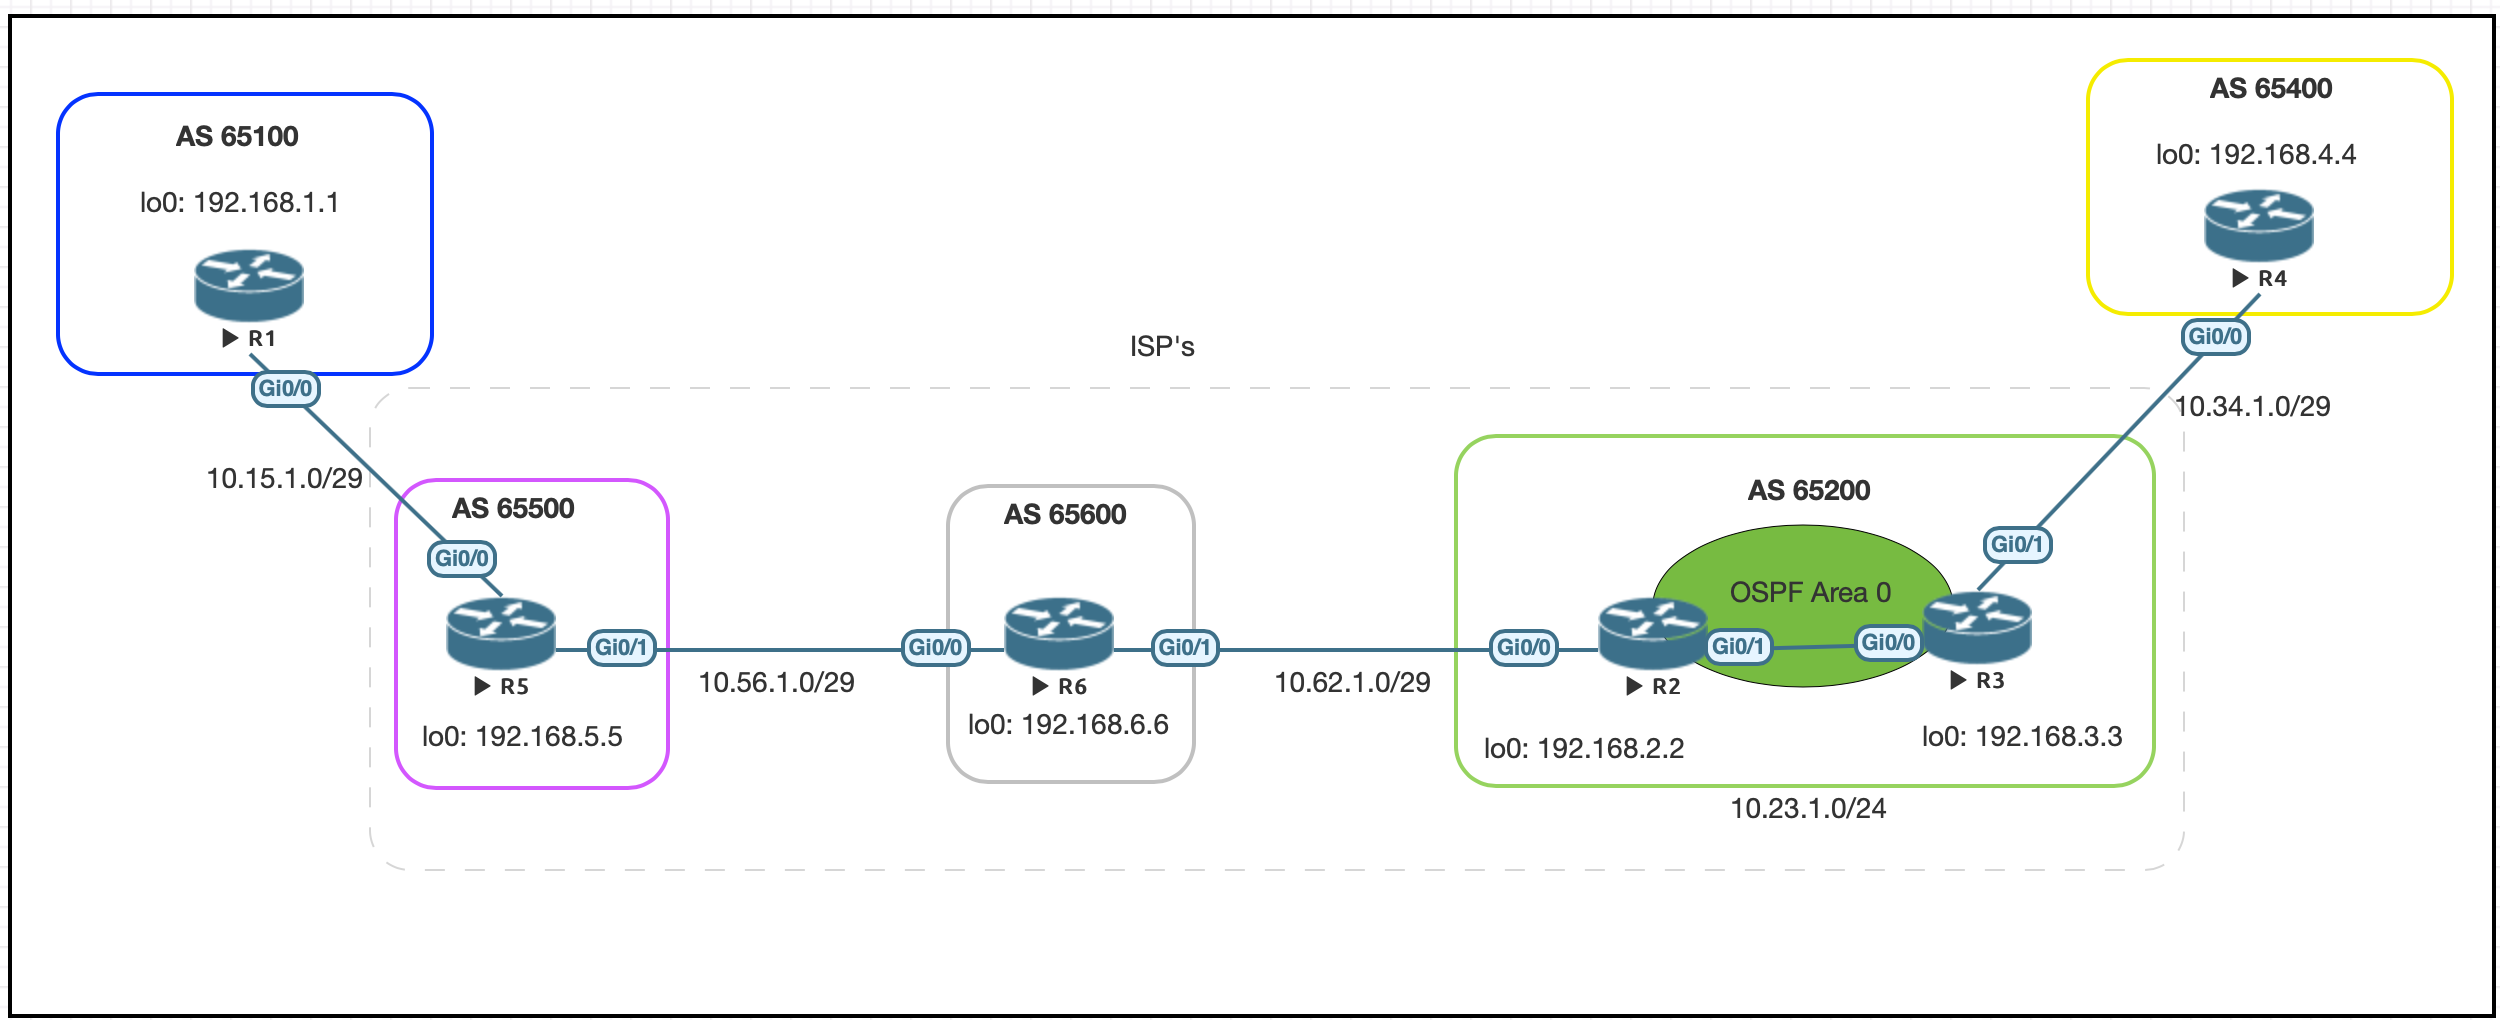 AS 65100
lo0: 192.168.1.1
R1
Gi0/0
10.15.1.0/29
ISP's
AS 65400
lo0: 192.168.4.4
R4
Gi0/0
10.34.1.0/29
AS 65500
Gi0/0
Gi0/1
R5
lo0: 192.168.5.5
10.56.1.0/29
AS 65600
Gi0/0
Gi0/1
R6
lo0: 192.168.6.6
10.62.1.0/29
AS 65200
OSPF Area 0
Gi0/1
Gi0/0
Gi0/1
Gi0/0
R2
R3
lo0: 192.168.2.2
lo0: 192.168.3.3
10.23.1.0/24